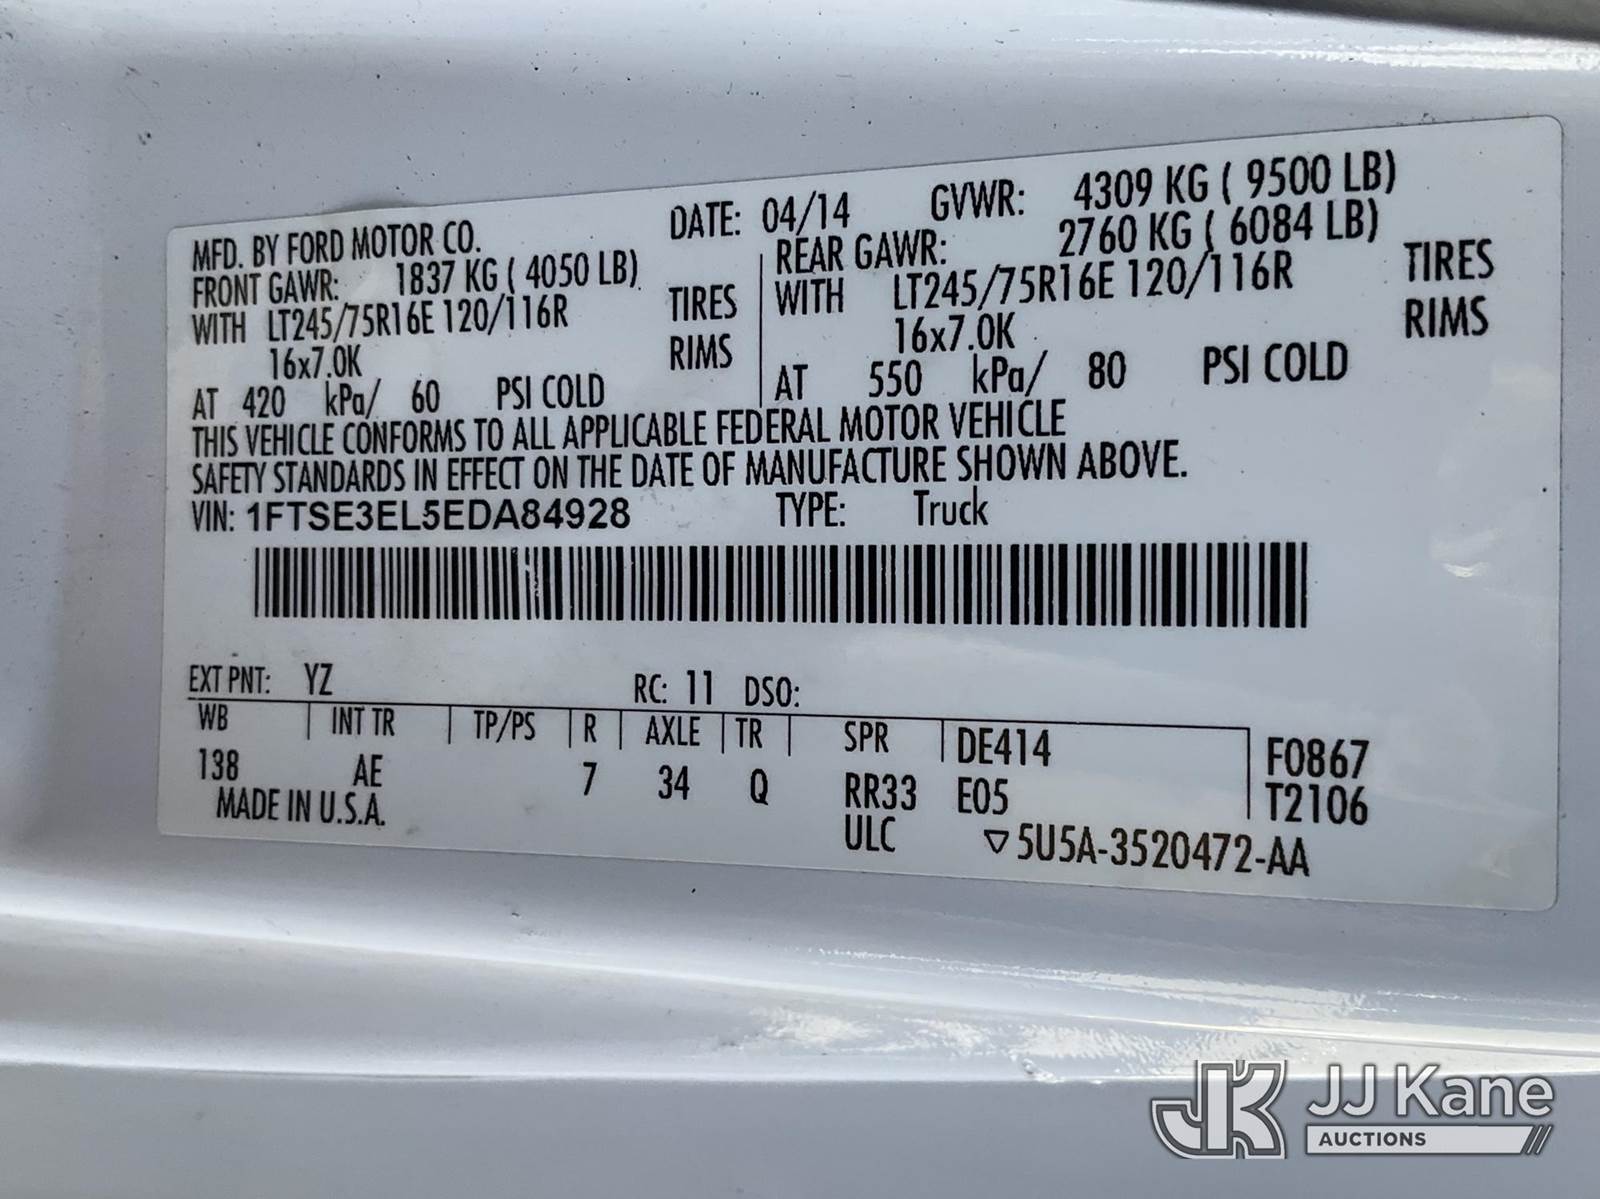 MFD. BY FORD MOTOR CO. DATE: 04/14 GVWR: 4309 KG ( 9500 LB)
FRONT GAWR: 1837 KG ( 4050 LB) REAR GAWR: 2760 KG ( 6084 LB)
WITH LT245/75R16E 120/116R TIRES WITH LT245/75R16E 120/116R TIRES
16x7.0K RIMS 16x7.0K RIMS
AT 420 kPa/ 60 PSI COLD AT 550 kPa/ 80 PSI COLD
THIS VEHICLE CONFORMS TO ALL APPLICABLE FEDERAL MOTOR VEHICLE
SAFETY STANDARDS IN EFFECT ON THE DATE OF MANUFACTURE SHOWN ABOVE.
VIN: 1FTSE3EL5EDA84928 TYPE: Truck
EXT PNT: YZ RC: 11 DSO:
WB INT TR TP/PS R AXLE TR SPR DE414 F0867
138 AE 7 34 Q RR33 E05 T2106
MADE IN U.S.A. ULC ▽5U5A-3520472-AA
JK JJ Kane
AUCTIONS